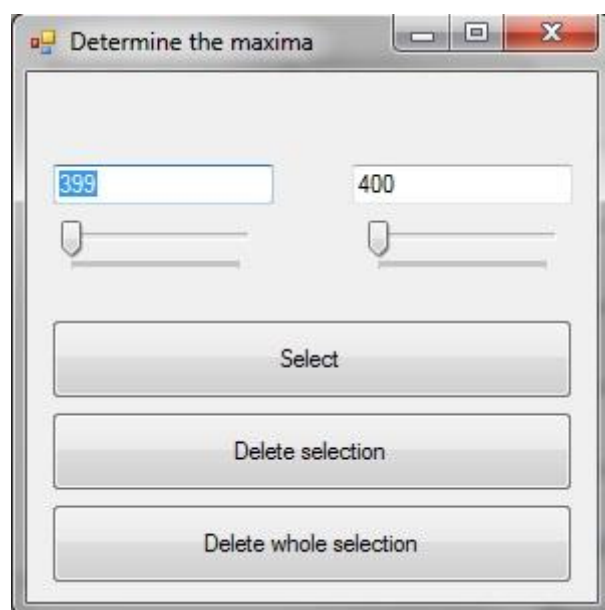 Determine the maxima
399
400
Select
Delete selection
Delete whole selection